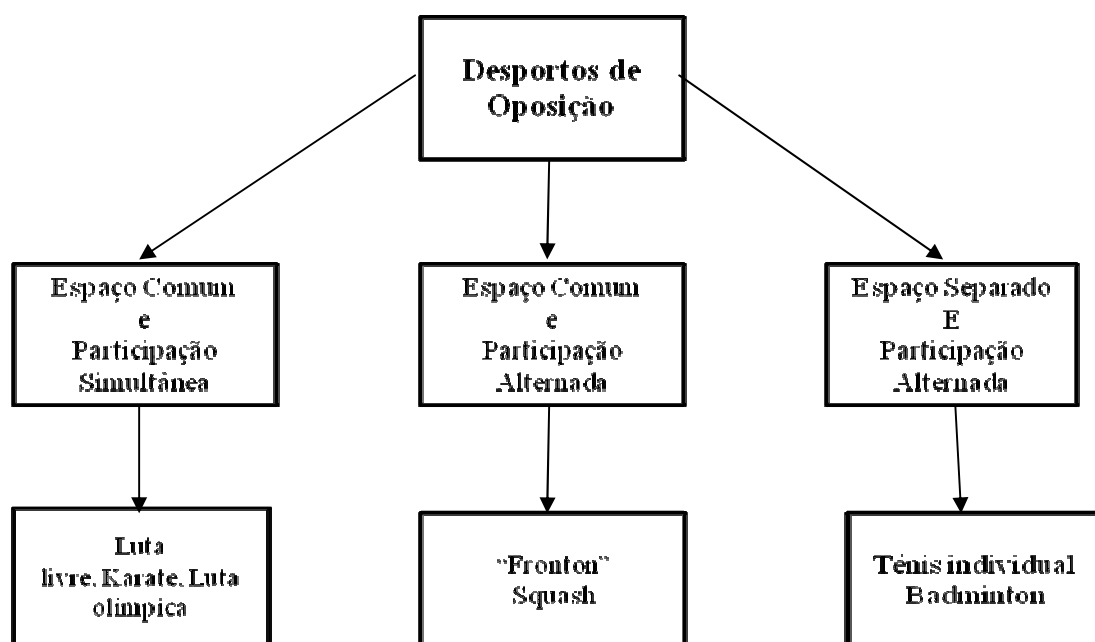 Desportos de
Oposição
Espaço Comum
e
Participação
Simultânea
Espaço Comum
e
Participação
Alternada
Espaço Separado
E
Participação
Alternada
Luta
livre, Karate, Luta
olimpica
“Fronton”
Squash
Ténis individual
Badminton